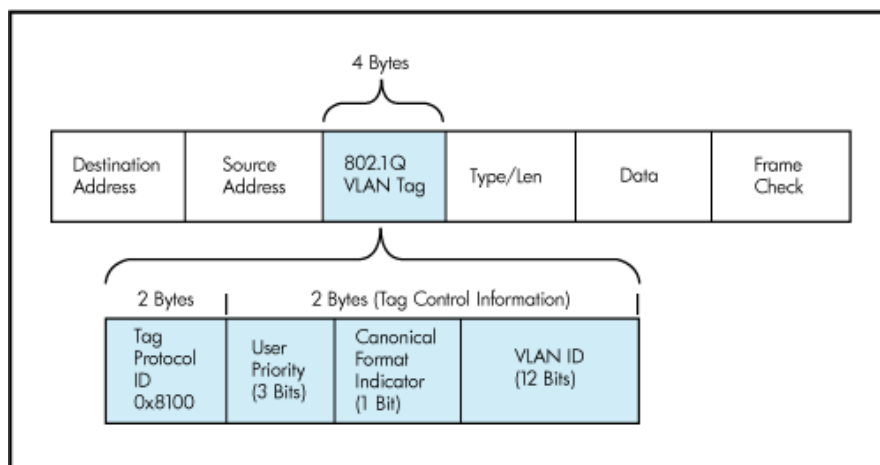 4 Bytes
Destination
Address
Source
Address
802.1Q
VLAN Tag
Type/Len
Data
Frame
Check
2 Bytes
2 Bytes (Tag Control Information)
Tag
Protocol
ID
0x8100
User
Priority
(3 Bits)
Canonical
Format
Indicator
(1 Bit)
VLAN ID
(12 Bits)